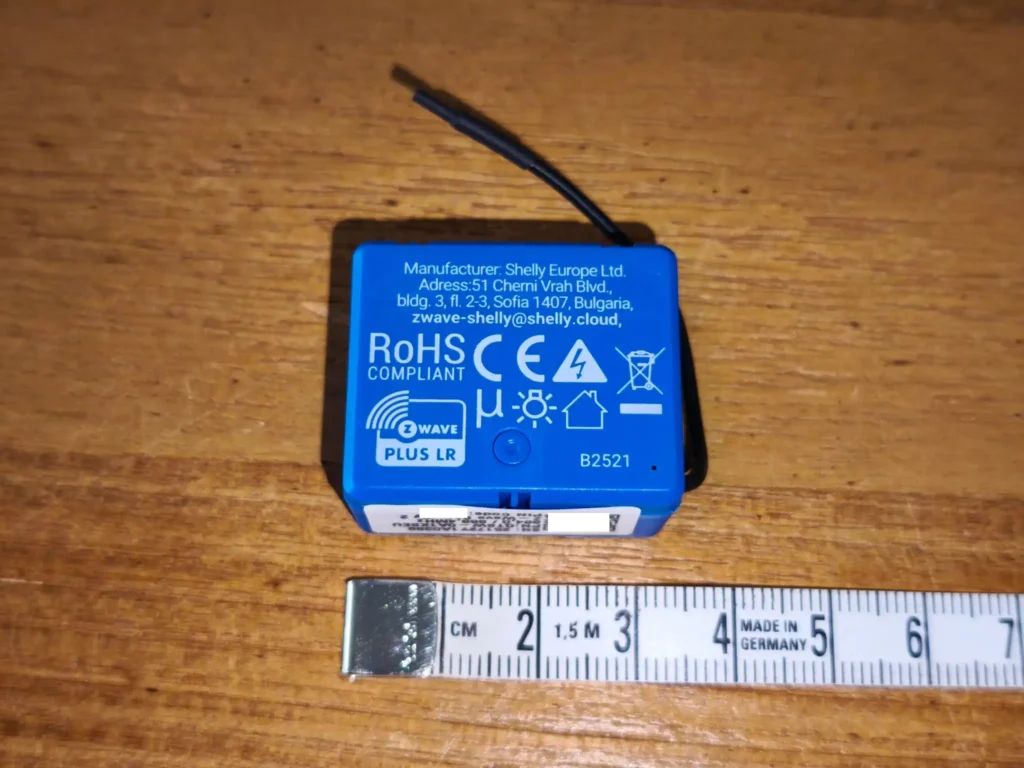 Manufacturer: Shelly Europe Ltd.
Adress:51 Cherni Vrah Blvd.,
bldg. 3, fl. 2-3, Sofia 1407, Bulgaria,
zwave-shelly@shelly.cloud,
RoHS
COMPLIANT
CE
µ
Z WAVE
PLUS LR
B2521
CM 2 1,5 M 3 4 MADE IN GERMANY 5 6 7